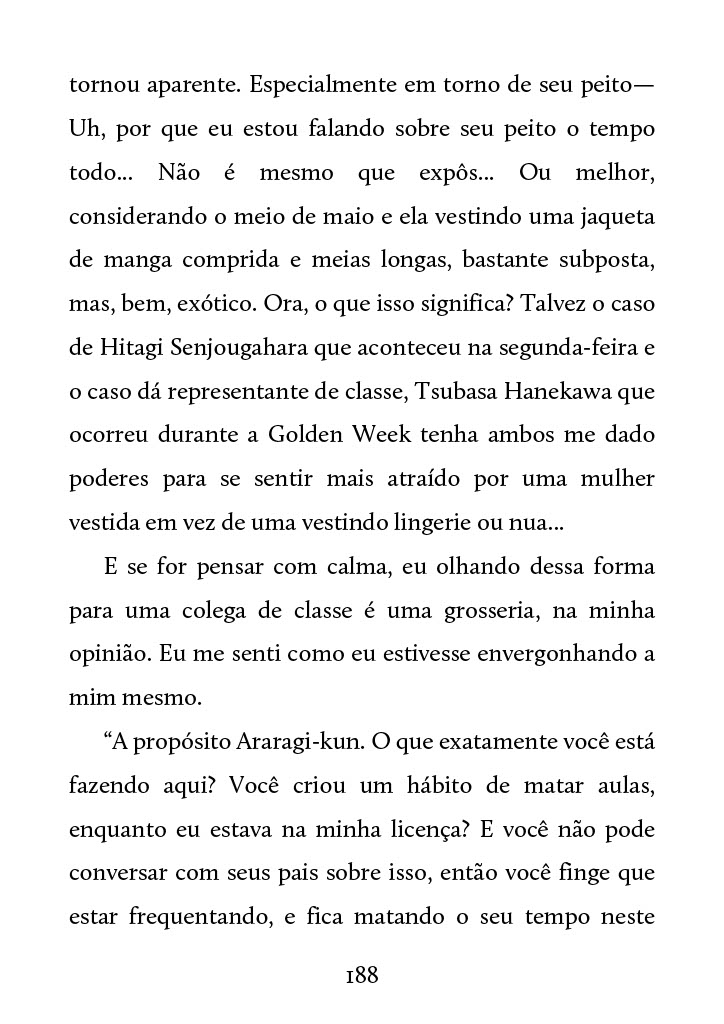 tornou aparente. Especialmente em torno de seu peito—
Uh, por que eu estou falando sobre seu peito o tempo
todo... Não é mesmo que expôs... Ou melhor,
considerando o meio de maio e ela vestindo uma jaqueta
de manga comprida e meias longas, bastante subposta,
mas, bem, exótico. Ora, o que isso significa? Talvez o caso
de Hitagi Senjougahara que aconteceu na segunda-feira e
o caso dá representante de classe, Tsubasa Hanekawa que
ocorreu durante a Golden Week tenha ambos me dado
poderes para se sentir mais atraído por uma mulher
vestida em vez de uma vestindo lingerie ou nua...
E se for pensar com calma, eu olhando dessa forma
para uma colega de classe é uma grosseria, na minha
opinião. Eu me senti como eu estivesse envergonhando a
mim mesmo.
“A propósito Araragi-kun. O que exatamente você está
fazendo aqui? Você criou um hábito de matar aulas,
enquanto eu estava na minha licença? E você não pode
conversar com seus pais sobre isso, então você finge que
estar frequentando, e fica matando o seu tempo neste
188